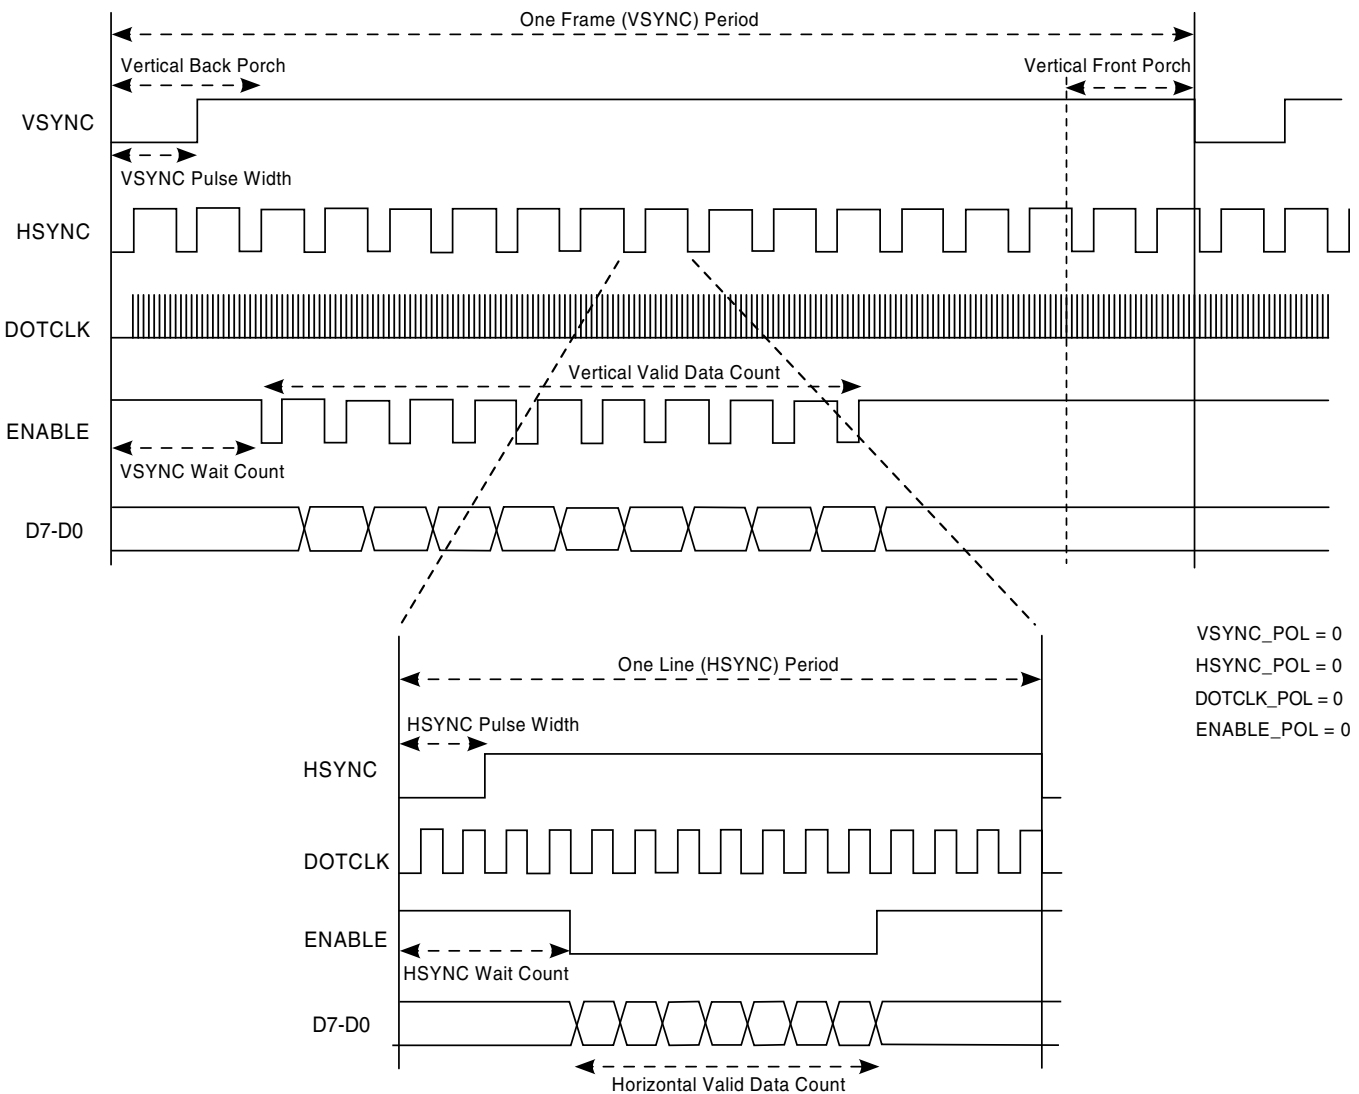 One Frame (VSYNC) Period
Vertical Back Porch
Vertical Front Porch
VSYNC
VSYNC Pulse Width
HSYNC
DOTCLK
Vertical Valid Data Count
ENABLE
VSYNC Wait Count
D7-D0
VSYNC_POL = 0
HSYNC_POL = 0
DOTCLK_POL = 0
ENABLE_POL = 0
One Line (HSYNC) Period
HSYNC Pulse Width
HSYNC
DOTCLK
ENABLE
HSYNC Wait Count
D7-D0
Horizontal Valid Data Count